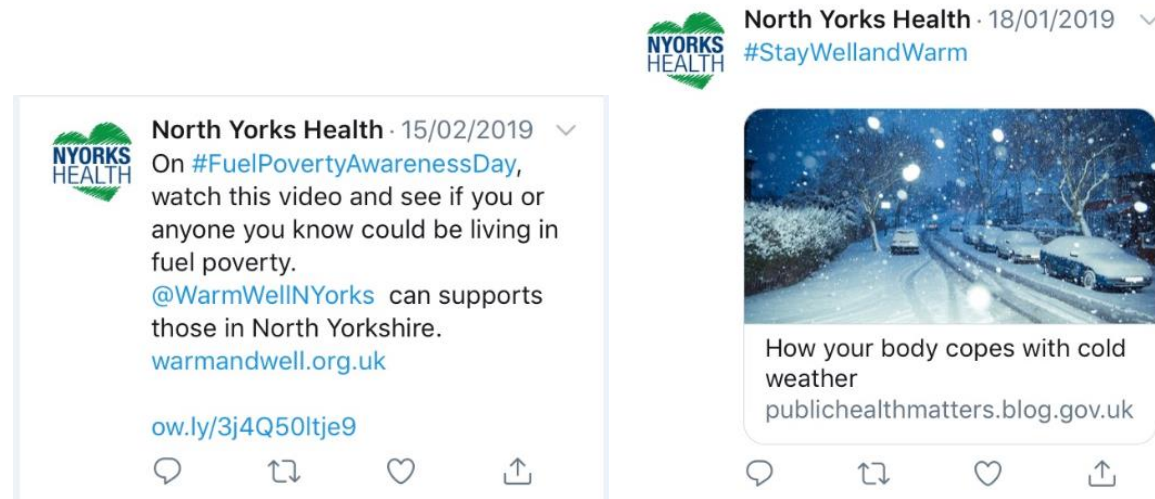 NYORKS
HEALTH
North Yorks Health · 15/02/2019
On #FuelPovertyAwarenessDay,
watch this video and see if you or
anyone you know could be living in
fuel poverty.
@WarmWellNYorks can supports
those in North Yorkshire.
warmandwell.org.uk
ow.ly/3j4Q50ltje9
NYORKS
HEALTH
North Yorks Health · 18/01/2019
#StayWellandWarm
How your body copes with cold
weather
publichealthmatters.blog.gov.uk